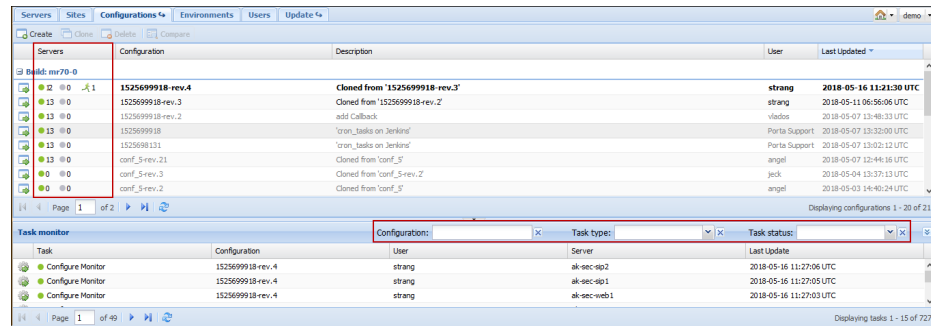 Servers Sites Configurations Environments Users Update demo
Create Clone Delete Compare
Servers Configuration Description User Last Updated
Build: mr70-0
12 0 1 1525699918-rev.4 Cloned from '1525699918-rev.3' strang 2018-05-16 11:21:30 UTC
13 0 1525699918-rev.3 Cloned from '1525699918-rev.2' strang 2018-05-11 06:56:06 UTC
13 0 1525699918-rev.2 add Callback vlados 2018-05-07 13:48:33 UTC
13 0 1525699918 'cron_tasks on Jenkins' Porta Support 2018-05-07 13:32:00 UTC
13 0 1525698131 'cron_tasks on Jenkins' Porta Support 2018-05-07 13:02:12 UTC
13 0 conf_5-rev.21 Cloned from 'conf_5' angel 2018-05-07 12:44:16 UTC
0 0 conf_5-rev.3 Cloned from 'conf_5-rev.2' jeck 2018-05-04 13:37:13 UTC
0 0 conf_5-rev.2 Cloned from 'conf_5' angel 2018-05-03 14:40:24 UTC
Page 1 of 2 Displaying configurations 1 - 20 of 21
Task monitor Configuration: Task type: Task status:
Task Configuration User Server Last Update
Configure Monitor 1525699918-rev.4 strang ak-sec-sip2 2018-05-16 11:27:06 UTC
Configure Monitor 1525699918-rev.4 strang ak-sec-sip1 2018-05-16 11:27:05 UTC
Configure Monitor 1525699918-rev.4 strang ak-sec-web1 2018-05-16 11:27:03 UTC
Page 1 of 49 Displaying tasks 1 - 15 of 727